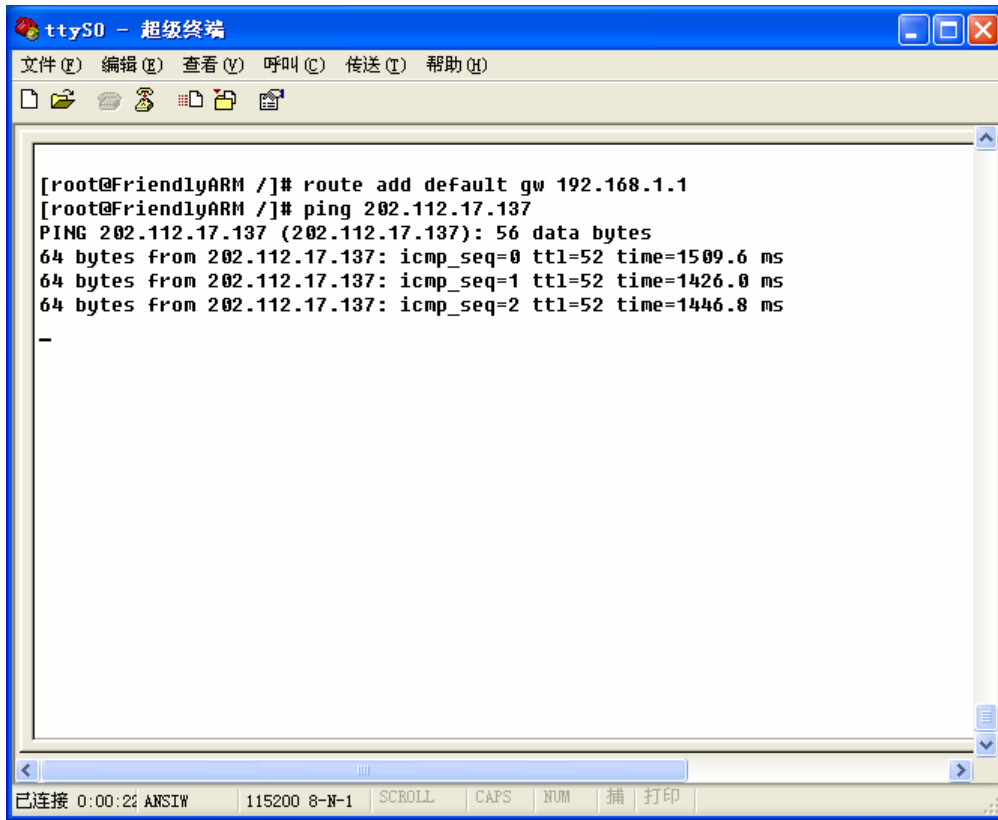 ttyS0 - 超级终端
文件(F) 编辑(E) 查看(V) 呼叫(C) 传送(T) 帮助(H)
[root@FriendlyARM /]# route add default gw 192.168.1.1
[root@FriendlyARM /]# ping 202.112.17.137
PING 202.112.17.137 (202.112.17.137): 56 data bytes
64 bytes from 202.112.17.137: icmp_seq=0 ttl=52 time=1509.6 ms
64 bytes from 202.112.17.137: icmp_seq=1 ttl=52 time=1426.0 ms
64 bytes from 202.112.17.137: icmp_seq=2 ttl=52 time=1446.8 ms
已连接 0:00:22 ANSIW 115200 8-N-1 SCROLL CAPS NUM 捕 打印